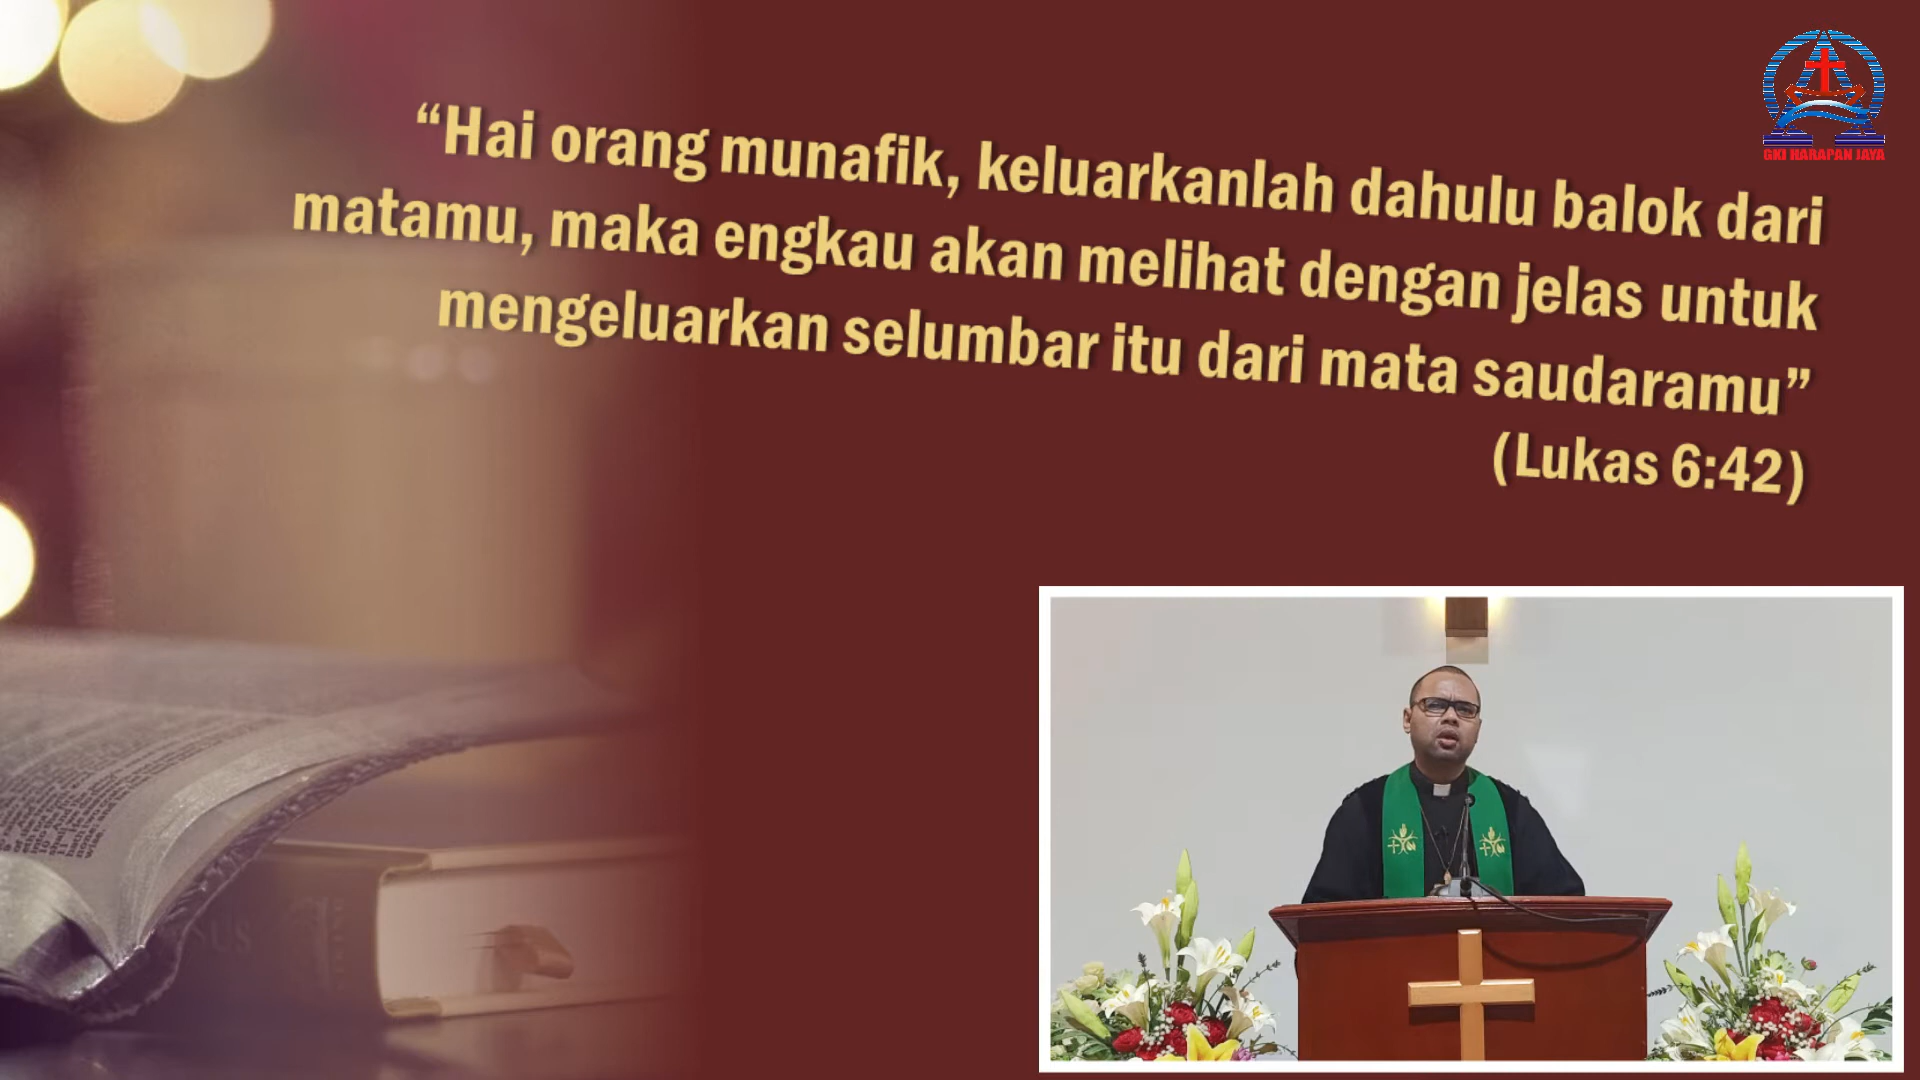 “Hai orang munafik, keluarkanlah dahulu balok dari
matamu, maka engkau akan melihat dengan jelas untuk
mengeluarkan selumbar itu dari mata saudaramu”
(Lukas 6:42)
GKI HARAPAN JAYA